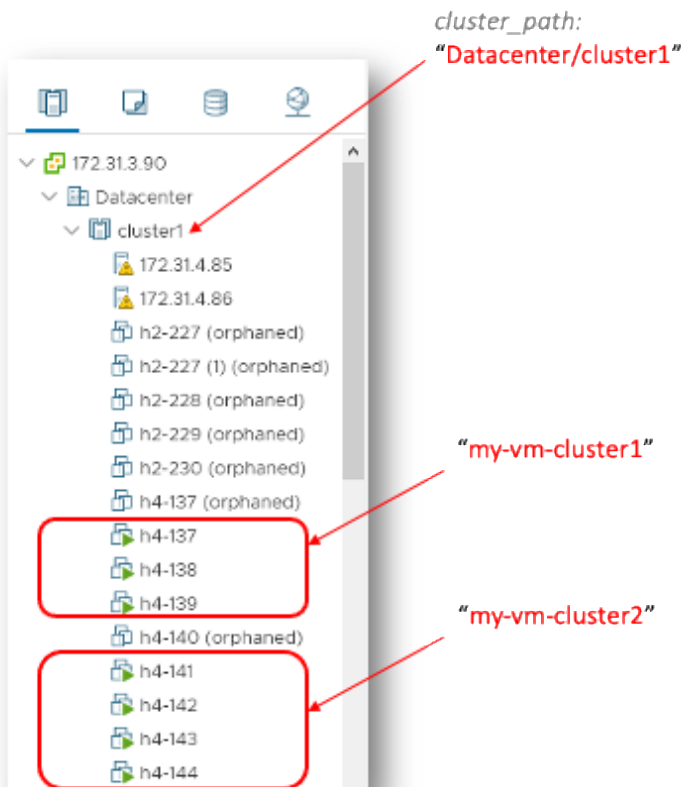 cluster_path:
“Datacenter/cluster1”
172.31.3.90
Datacenter
cluster1
172.31.4.85
172.31.4.86
h2-227 (orphaned)
h2-227 (1) (orphaned)
h2-228 (orphaned)
h2-229 (orphaned)
h2-230 (orphaned)
“my-vm-cluster1”
h4-137 (orphaned)
h4-137
h4-138
h4-139
“my-vm-cluster2”
h4-140 (orphaned)
h4-141
h4-142
h4-143
h4-144